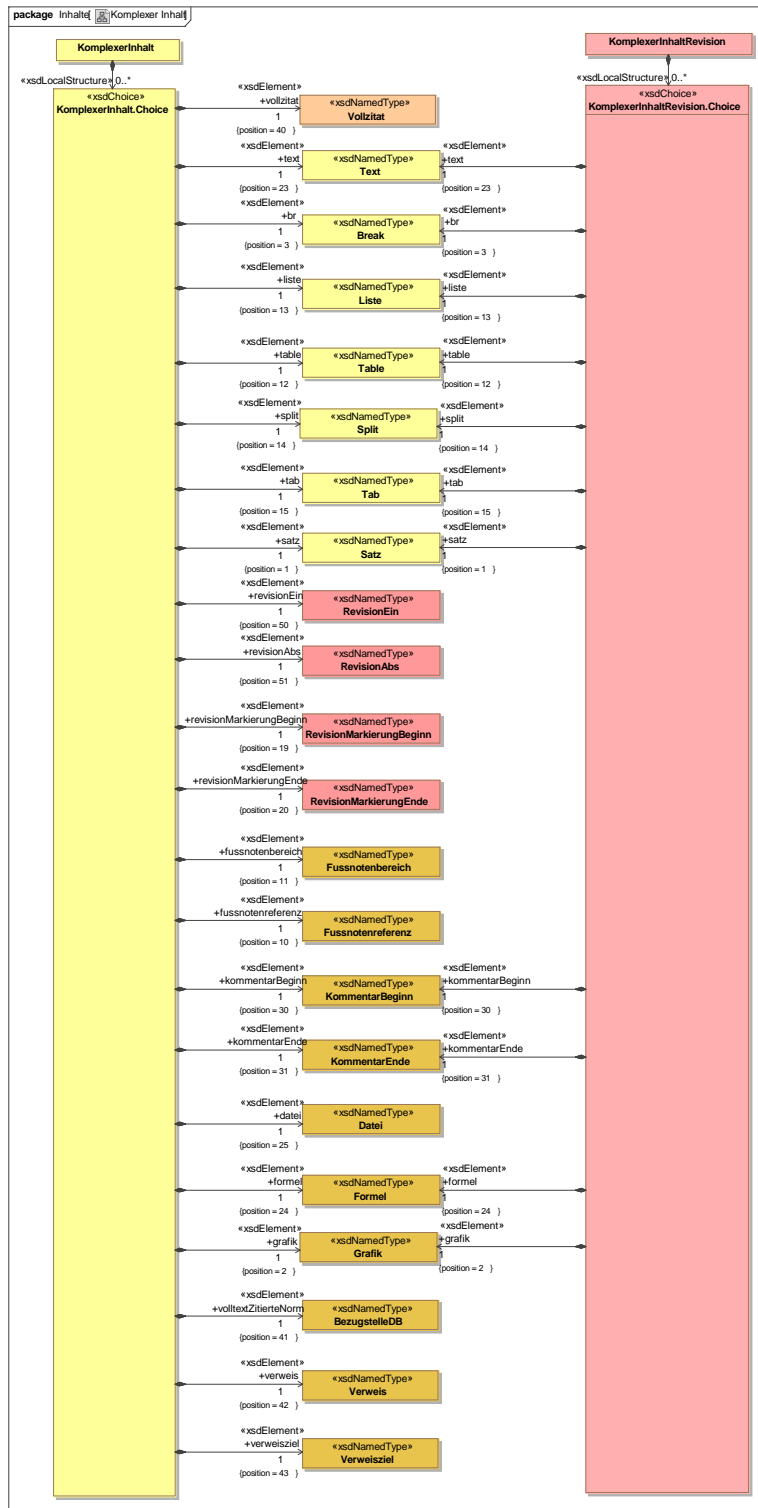 package Inhalte[ Komplexer Inhalt]
KomplexerInhalt
KomplexerInhaltRevision
«xsdLocalStructure» 0..*
«xsdLocalStructure» 0..*
«xsdChoice»
KomplexerInhalt.Choice
«xsdChoice»
KomplexerInhaltRevision.Choice
«xsdElement»
+vollzitat
1
{position = 40 }
«xsdNamedType»
Vollzitat
«xsdElement»
+text
1
{position = 23 }
«xsdNamedType»
Text
«xsdElement»
+text
1
{position = 23 }
«xsdElement»
+br
1
{position = 3 }
«xsdNamedType»
Break
«xsdElement»
+br
1
{position = 3 }
«xsdElement»
+liste
1
{position = 13 }
«xsdNamedType»
Liste
«xsdElement»
+liste
1
{position = 13 }
«xsdElement»
+table
1
{position = 12 }
«xsdNamedType»
Table
«xsdElement»
+table
1
{position = 12 }
«xsdElement»
+split
1
{position = 14 }
«xsdNamedType»
Split
«xsdElement»
+split
1
{position = 14 }
«xsdElement»
+tab
1
{position = 15 }
«xsdNamedType»
Tab
«xsdElement»
+tab
1
{position = 15 }
«xsdElement»
+satz
1
{position = 1 }
«xsdNamedType»
Satz
«xsdElement»
+satz
1
{position = 1 }
«xsdElement»
+revisionEin
1
{position = 50 }
«xsdNamedType»
RevisionEin
«xsdElement»
+revisionAbs
1
{position = 51 }
«xsdNamedType»
RevisionAbs
«xsdElement»
+revisionMarkierungBeginn
1
{position = 19 }
«xsdNamedType»
RevisionMarkierungBeginn
«xsdElement»
+revisionMarkierungEnde
1
{position = 20 }
«xsdNamedType»
RevisionMarkierungEnde
«xsdElement»
+fussnotenbereich
1
{position = 11 }
«xsdNamedType»
Fussnotenbereich
«xsdElement»
+fussnotenreferenz
1
{position = 10 }
«xsdNamedType»
Fussnotenreferenz
«xsdElement»
+kommentarBeginn
1
{position = 30 }
«xsdNamedType»
KommentarBeginn
«xsdElement»
+kommentarBeginn
1
{position = 30 }
«xsdElement»
+kommentarEnde
1
{position = 31 }
«xsdNamedType»
KommentarEnde
«xsdElement»
+kommentarEnde
1
{position = 31 }
«xsdElement»
+datei
1
{position = 25 }
«xsdNamedType»
Datei
«xsdElement»
+formel
1
{position = 24 }
«xsdNamedType»
Formel
«xsdElement»
+formel
1
{position = 24 }
«xsdElement»
+grafik
1
{position = 2 }
«xsdNamedType»
Grafik
«xsdElement»
+grafik
1
{position = 2 }
«xsdElement»
+volltextZitierteNorm
1
{position = 41 }
«xsdNamedType»
BezugstelleDB
«xsdElement»
+verweis
1
{position = 42 }
«xsdNamedType»
Verweis
«xsdElement»
+verweisziel
1
{position = 43 }
«xsdNamedType»
Verweisziel